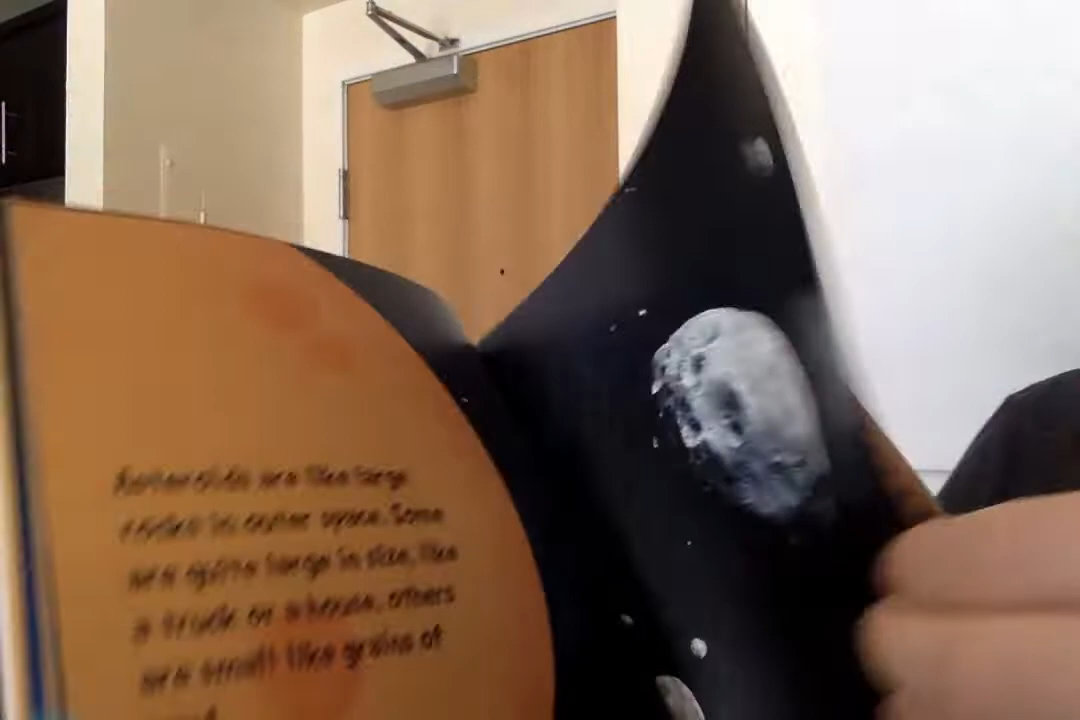 Asteroids are like large
rocks in outer space. Some
are quite large in size, like
a truck or a house, others
are small like grains of
sand.